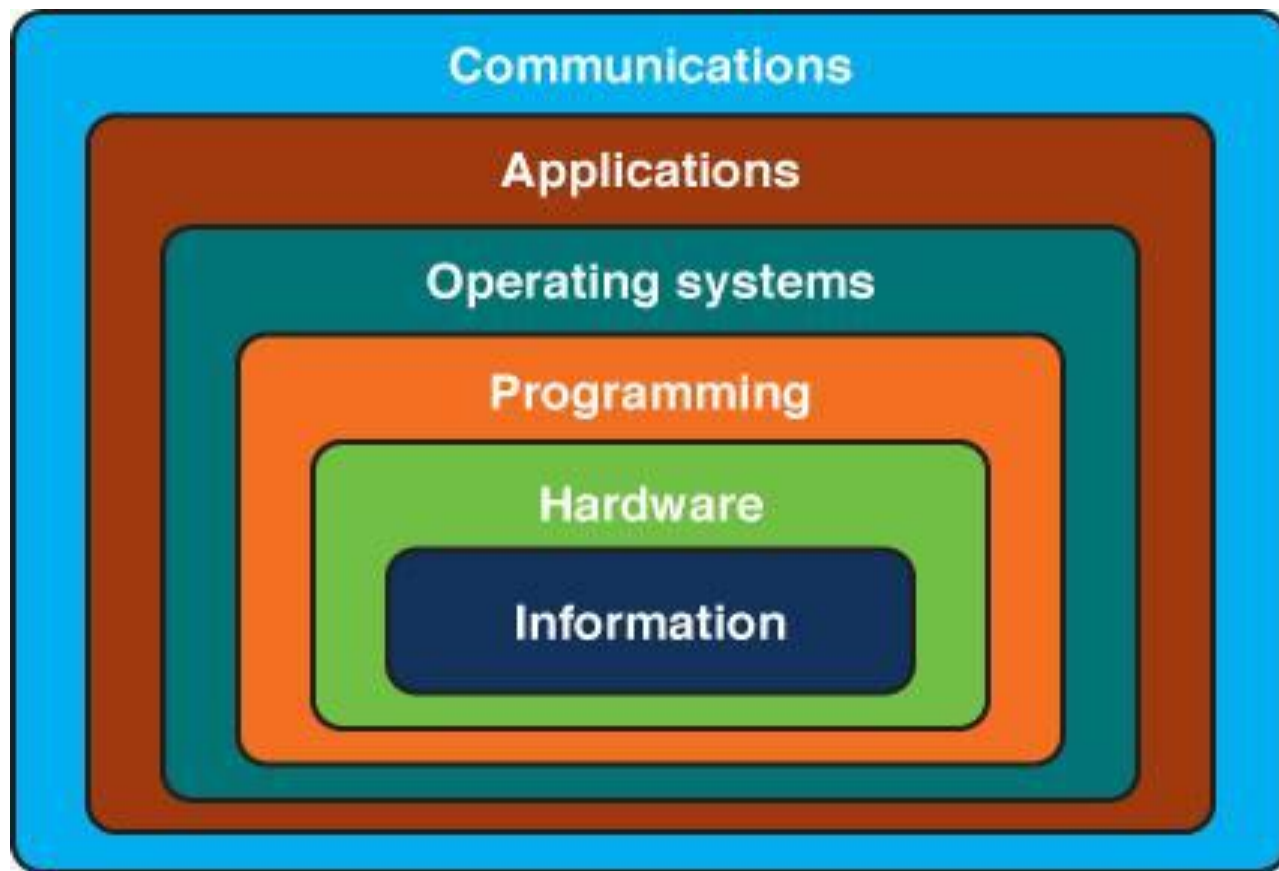 Communications
Applications
Operating systems
Programming
Hardware
Information